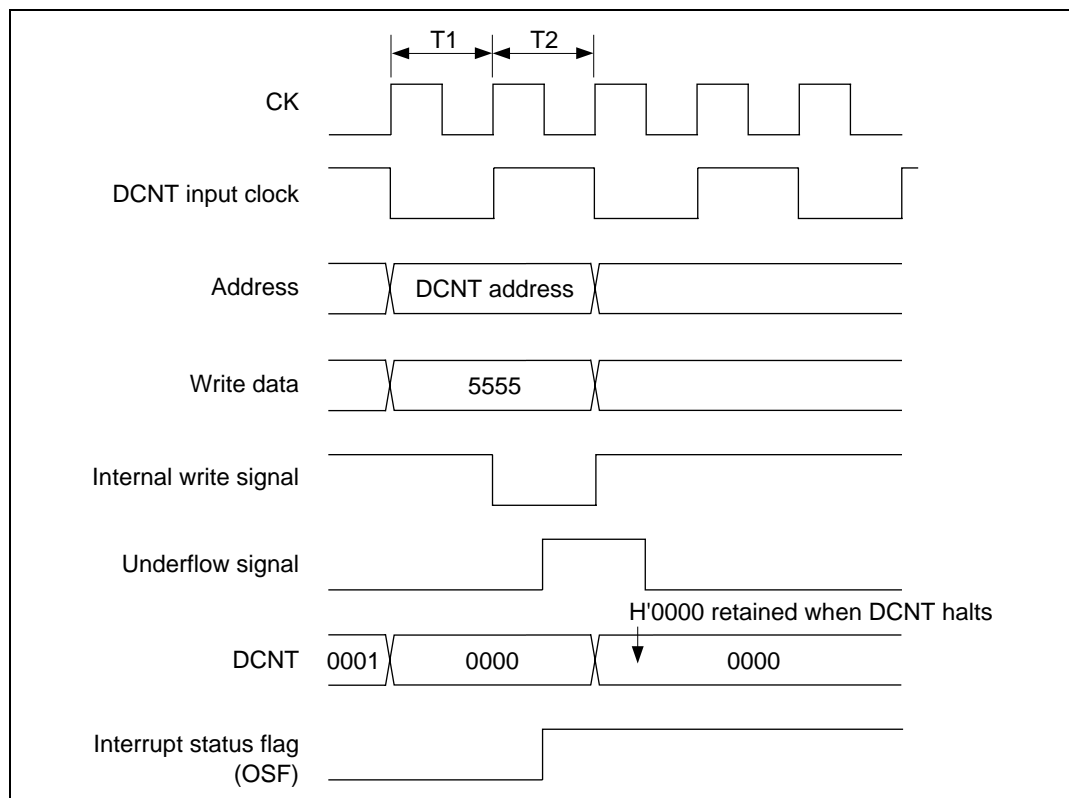 T1 T2
CK
DCNT input clock
Address DCNT address
Write data 5555
Internal write signal
Underflow signal
H'0000 retained when DCNT halts
DCNT 0001 0000 0000
Interrupt status flag
(OSF)